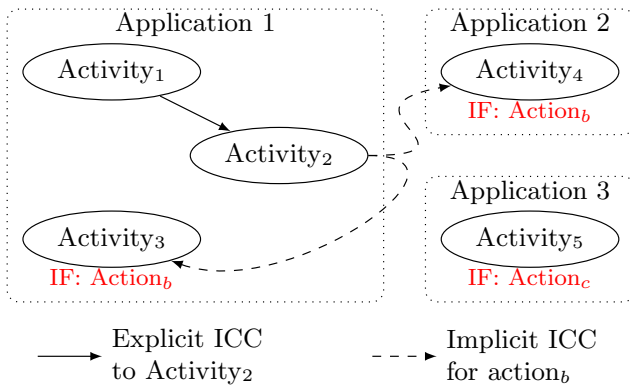 Application 1
Activity₁
Activity₂
Activity₃
IF: Action_b
Application 2
Activity₄
IF: Action_b
Application 3
Activity₅
IF: Action_c
Explicit ICC
to Activity₂
Implicit ICC
for action_b